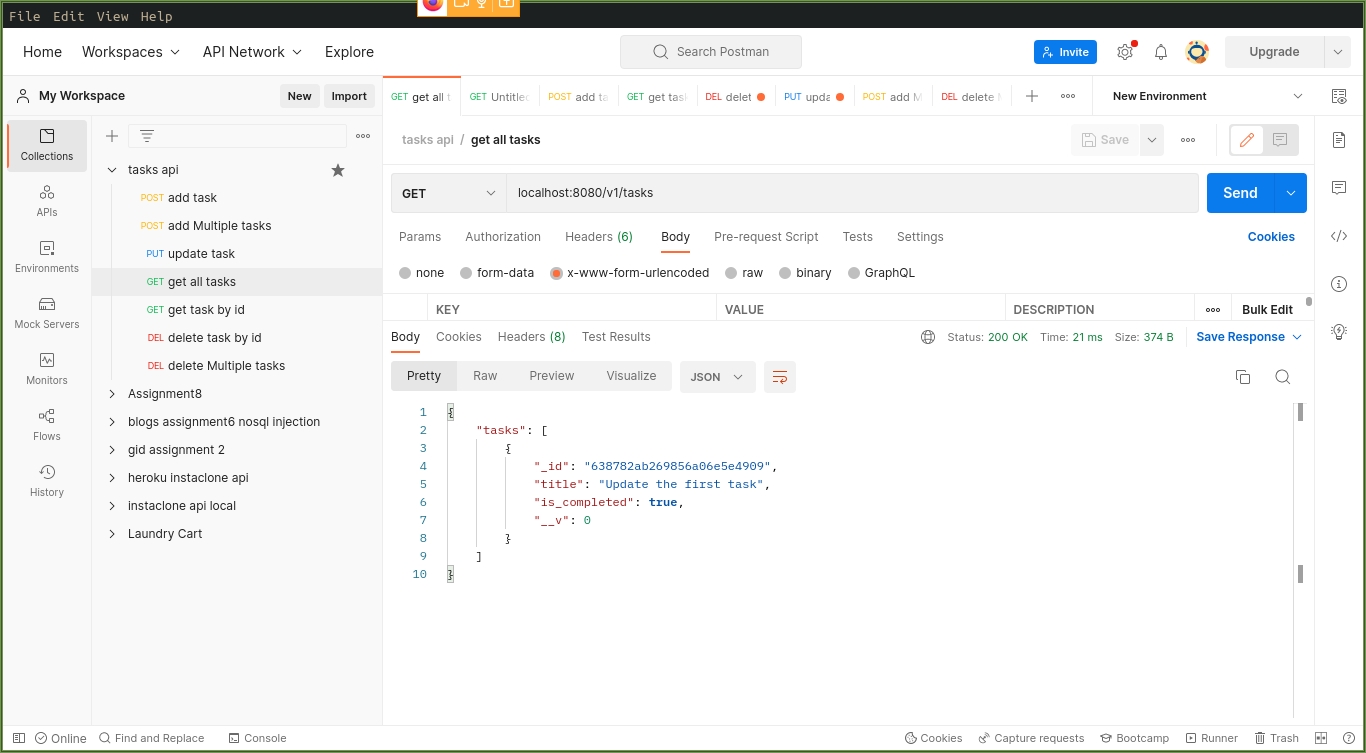 File Edit View Help
Home Workspaces API Network Explore Search Postman Invite Upgrade
My Workspace New Import
GET get all t GET Untitle POST add ta GET get tas DEL delet PUT upda POST add M DEL delete New Environment
Collections
APIs
Environments
Mock Servers
Monitors
Flows
History
tasks api
POST add task
POST add Multiple tasks
PUT update task
GET get all tasks
GET get task by id
DEL delete task by id
DEL delete Multiple tasks
Assignment8
blogs assignment6 nosql injection
gid assignment 2
heroku instaclone api
instaclone api local
Laundry Cart
tasks api / get all tasks Save
GET localhost:8080/v1/tasks Send
Params Authorization Headers (6) Body Pre-request Script Tests Settings Cookies
none form-data x-www-form-urlencoded raw binary GraphQL
KEY VALUE DESCRIPTION Bulk Edit
Body Cookies Headers (8) Test Results Status: 200 OK Time: 21 ms Size: 374 B Save Response
Pretty Raw Preview Visualize JSON
1 {
2 "tasks": [
3 {
4 "_id": "638782ab269856a06e5e4909",
5 "title": "Update the first task",
6 "is_completed": true,
7 "__v": 0
8 }
9 ]
10 }
Online Find and Replace Console Cookies Capture requests Bootcamp Runner Trash